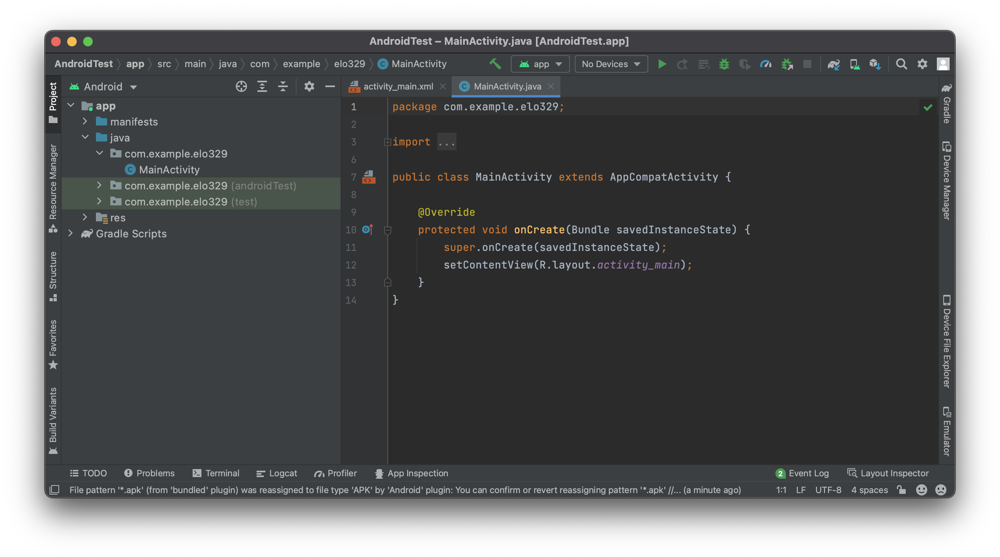 AndroidTest – MainActivity.java [AndroidTest.app]
AndroidTest app src main java com example elo329 C MainActivity app No Devices
Project
Resource Manager
Structure
Favorites
Build Variants
Android
app
manifests
java
com.example.elo329
C MainActivity
com.example.elo329 (androidTest)
com.example.elo329 (test)
res
Gradle Scripts
activity_main.xml
C MainActivity.java
1 package com.example.elo329;
2
3 import ...
6
7 public class MainActivity extends AppCompatActivity {
8
9 @Override
10 protected void onCreate(Bundle savedInstanceState) {
11 super.onCreate(savedInstanceState);
12 setContentView(R.layout.activity_main);
13 }
14 }
Gradle
Device Manager
Device File Explorer
Emulator
TODO Problems Terminal Logcat Profiler App Inspection 2 Event Log Layout Inspector
File pattern '*.apk' (from 'bundled' plugin) was reassigned to file type 'APK' by 'Android' plugin: You can confirm or revert reassigning pattern '*.apk' //... (a minute ago) 1:1 LF UTF-8 4 spaces